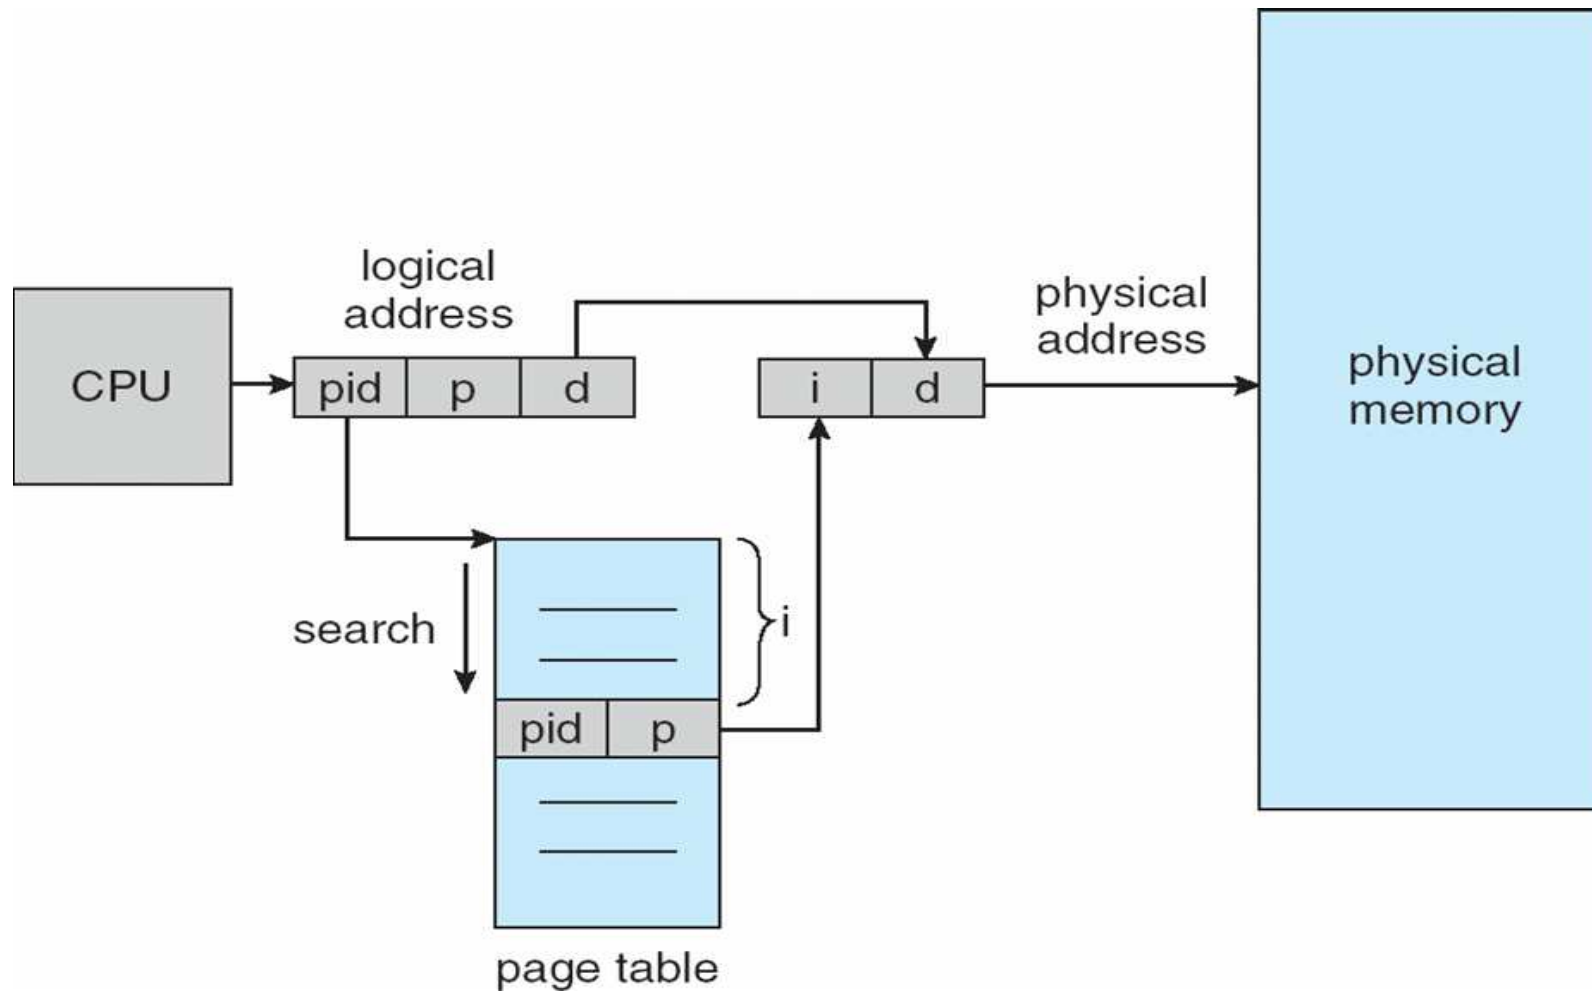 logical
address
physical
address
CPU
pid p d
i d
physical
memory
search
i
pid p
page table